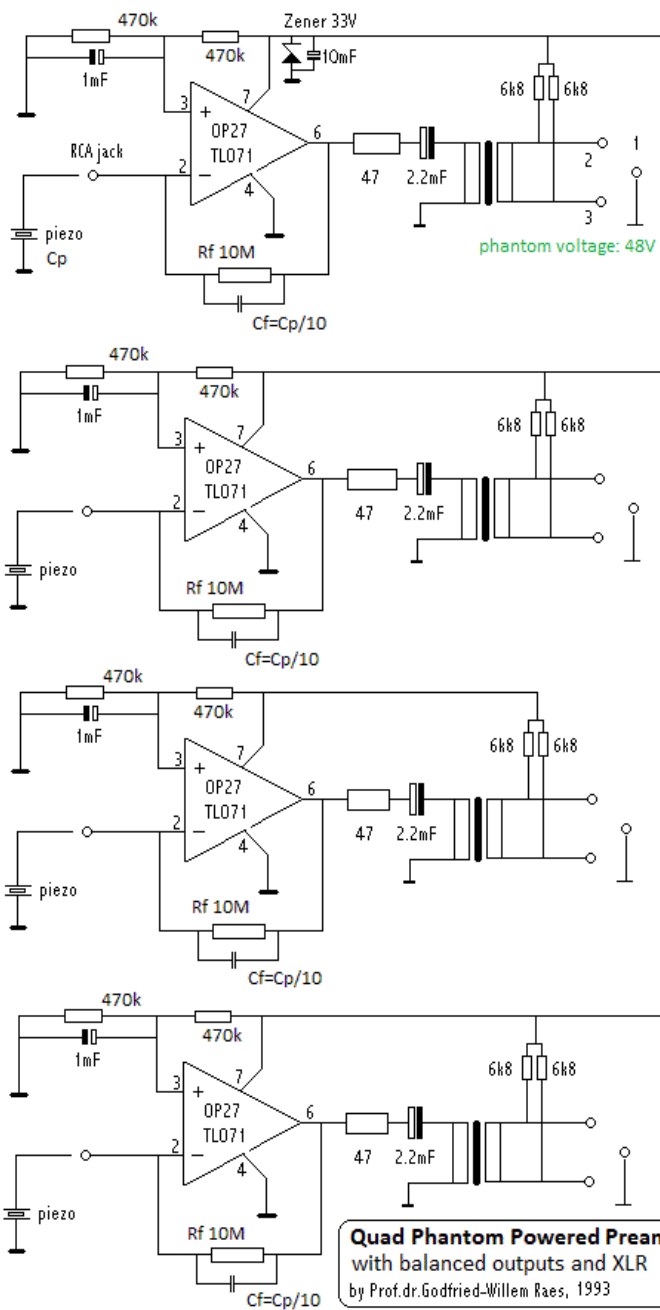 470k
Zener 33V
470k
10mF
1mF
6k8 6k8
3 + 7
OP27
TL071
6
RCA jack
2 –
4
47
2.2mF
2
1
3
piezo
Cp
Rf 10M
phantom voltage: 48V
Cf=Cp/10
470k
470k
1mF
6k8 6k8
3 + 7
OP27
TL071
6
2 –
4
47
2.2mF
piezo
Rf 10M
Cf=Cp/10
470k
470k
1mF
6k8 6k8
3 + 7
OP27
TL071
6
2 –
4
47
2.2mF
piezo
Rf 10M
Cf=Cp/10
470k
470k
1mF
6k8 6k8
3 + 7
OP27
TL071
6
2 –
4
47
2.2mF
piezo
Rf 10M
Cf=Cp/10
Quad Phantom Powered Pream
with balanced outputs and XLR
by Prof.dr.Godfried-Willem Raes, 1993